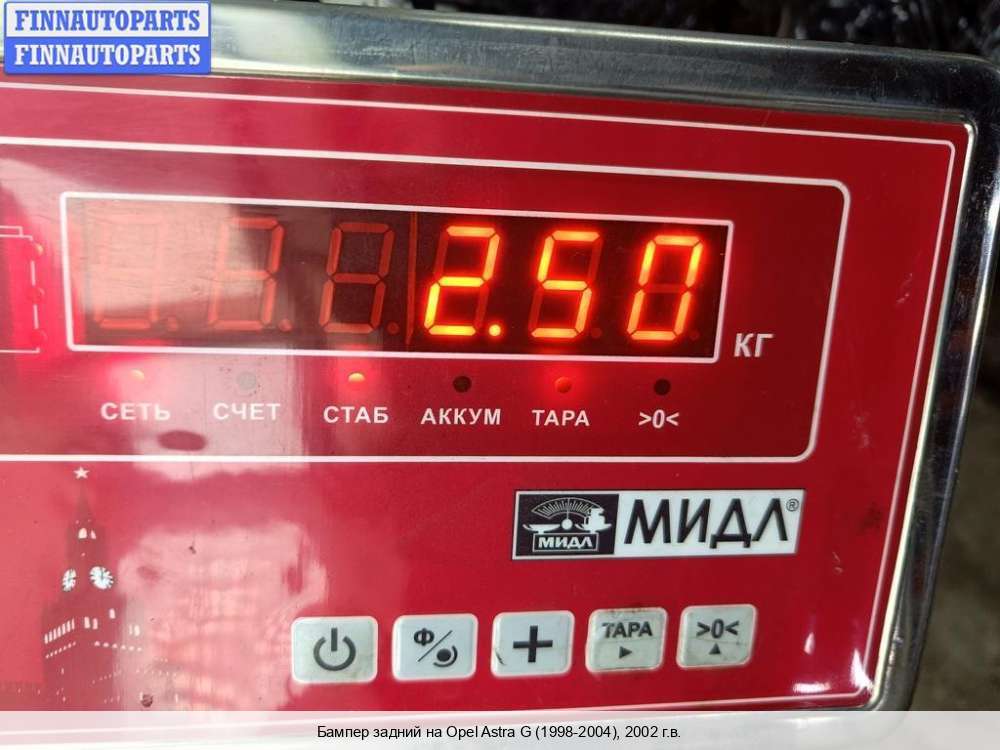 FINNAUTOPARTS
FINNAUTOPARTS
2.50
КГ
СЕТЬ СЧЕТ СТАБ АККУМ ТАРА >0<
МИДЛ МИДЛ®
Ф ТАРА >0<
Бампер задний на Opel Astra G (1998-2004), 2002 г.в.